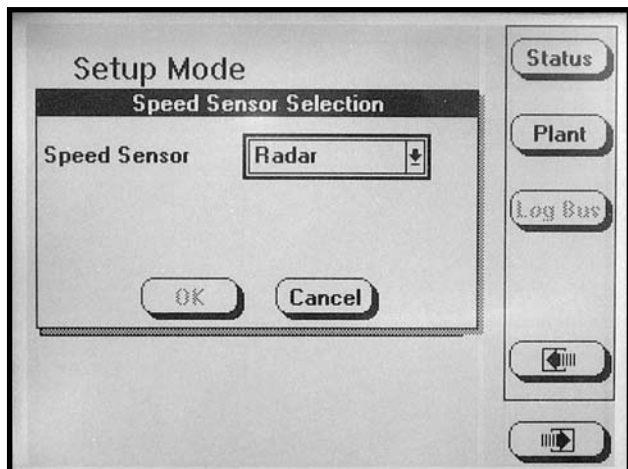 Setup Mode
Speed Sensor Selection
Speed Sensor
Radar
OK
Cancel
Status
Plant
Log Bus